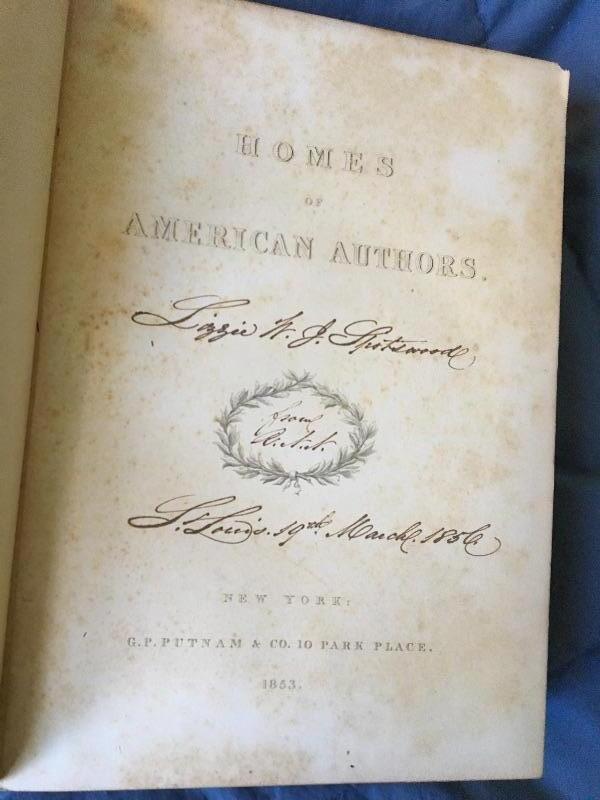 HOMES
OF
AMERICAN AUTHORS.
Lizzie W. J. Spotswood
from
St. Louis. 19th March. 1856
NEW YORK:
G.P. PUTNAM & CO. 10 PARK PLACE.
1853.